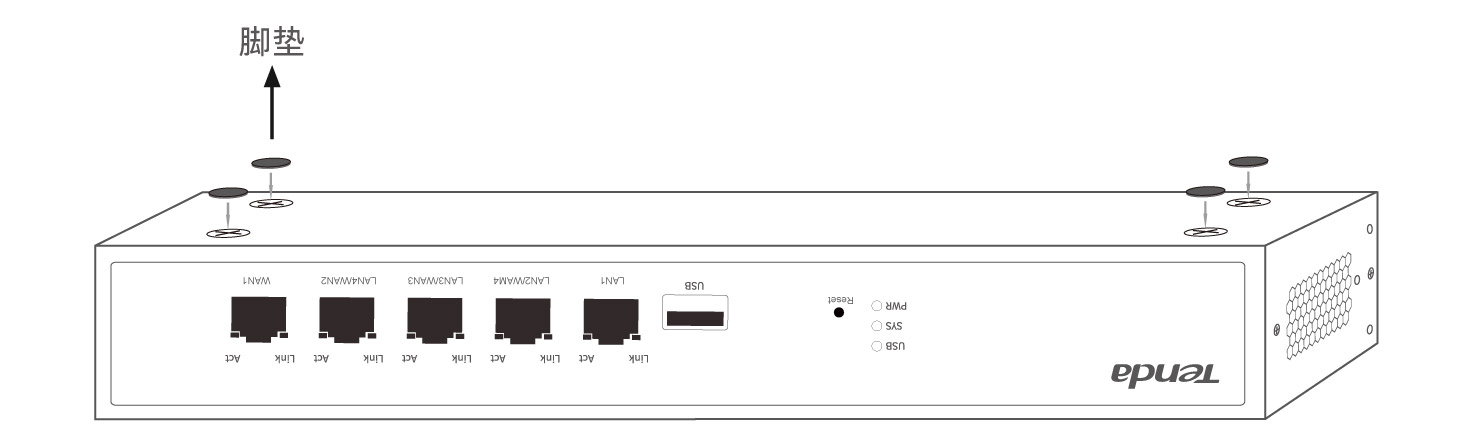 脚垫
WAN1
LAN4/WAN2
LAN3/WAN3
LAN2/WAM4
LAN1
USB
Reset
PWR
SYS
USB
Act Link
Act Link
Act Link
Act Link
Act Link
Tenda